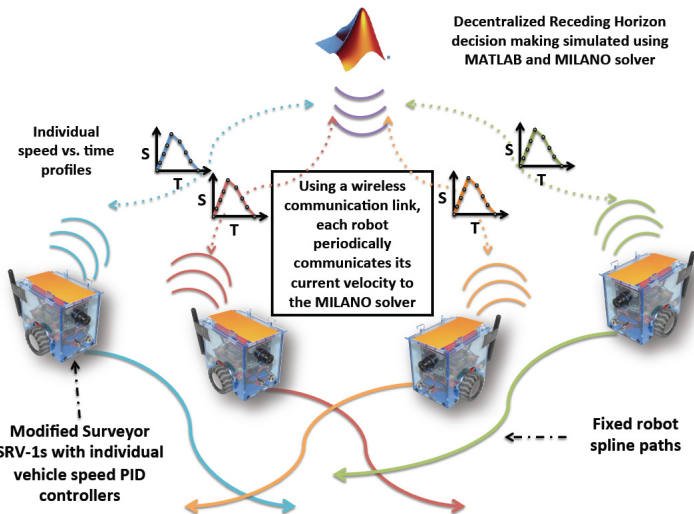 Decentralized Receding Horizon
decision making simulated using
MATLAB and MILANO solver
Individual
speed vs. time
profiles
S
T
S
T
S
T
S
T
Using a wireless
communication link,
each robot
periodically
communicates its
current velocity to
the MILANO solver
Modified Surveyor
SRV-1s with individual
vehicle speed PID
controllers
Fixed robot
spline paths